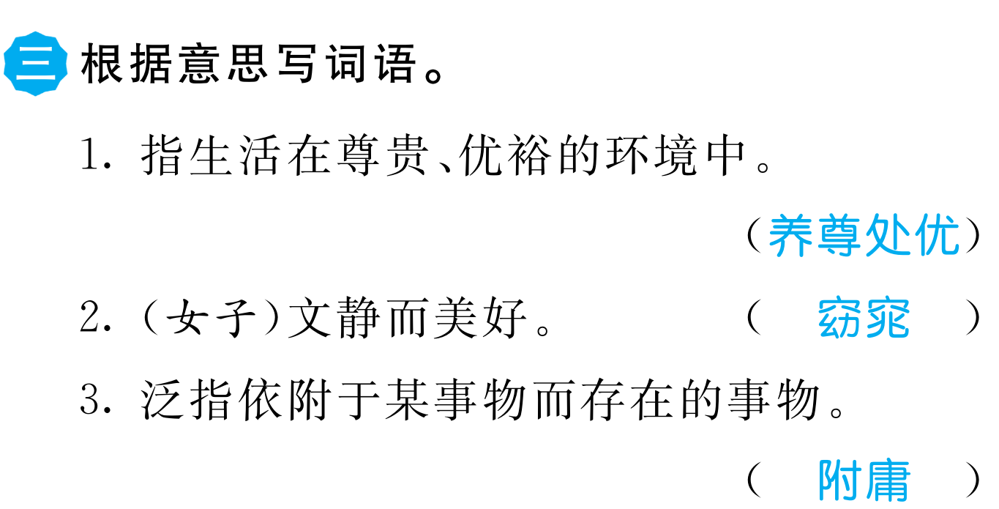 三 根据意思写词语。
1. 指生活在尊贵、优裕的环境中。
（养尊处优）
2.（女子）文静而美好。 （ 窈窕 ）
3. 泛指依附于某事物而存在的事物。
（ 附庸 ）